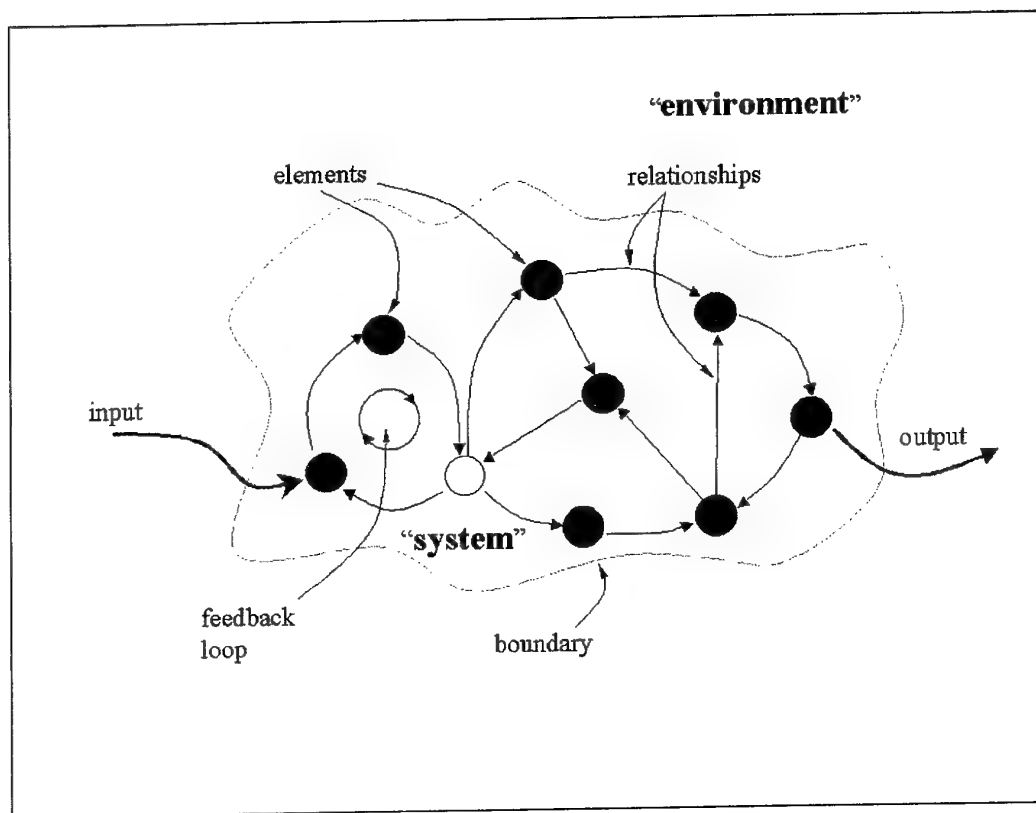 “environment”
elements
relationships
input
output
“system”
feedback
loop
boundary